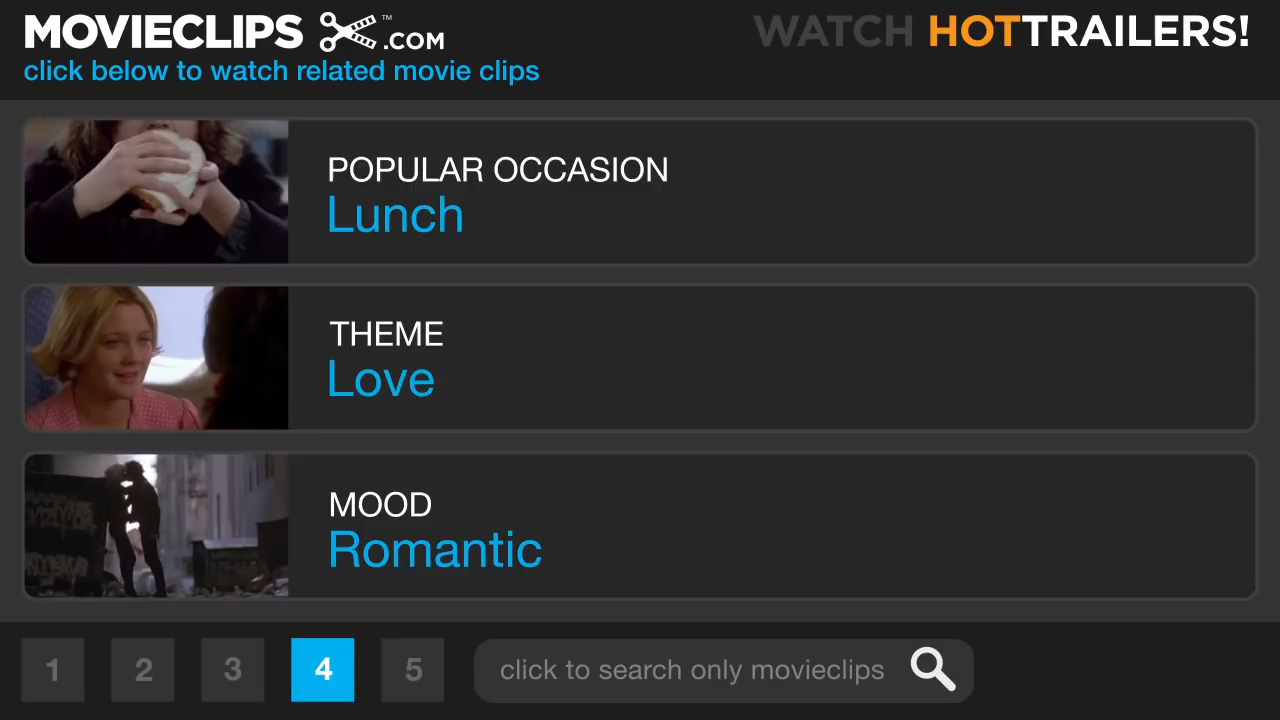 MOVIECLIPS ™ .COM
WATCH HOTTRAILERS!
click below to watch related movie clips
POPULAR OCCASION
Lunch
THEME
Love
MOOD
Romantic
1 2 3 4 5
click to search only movieclips